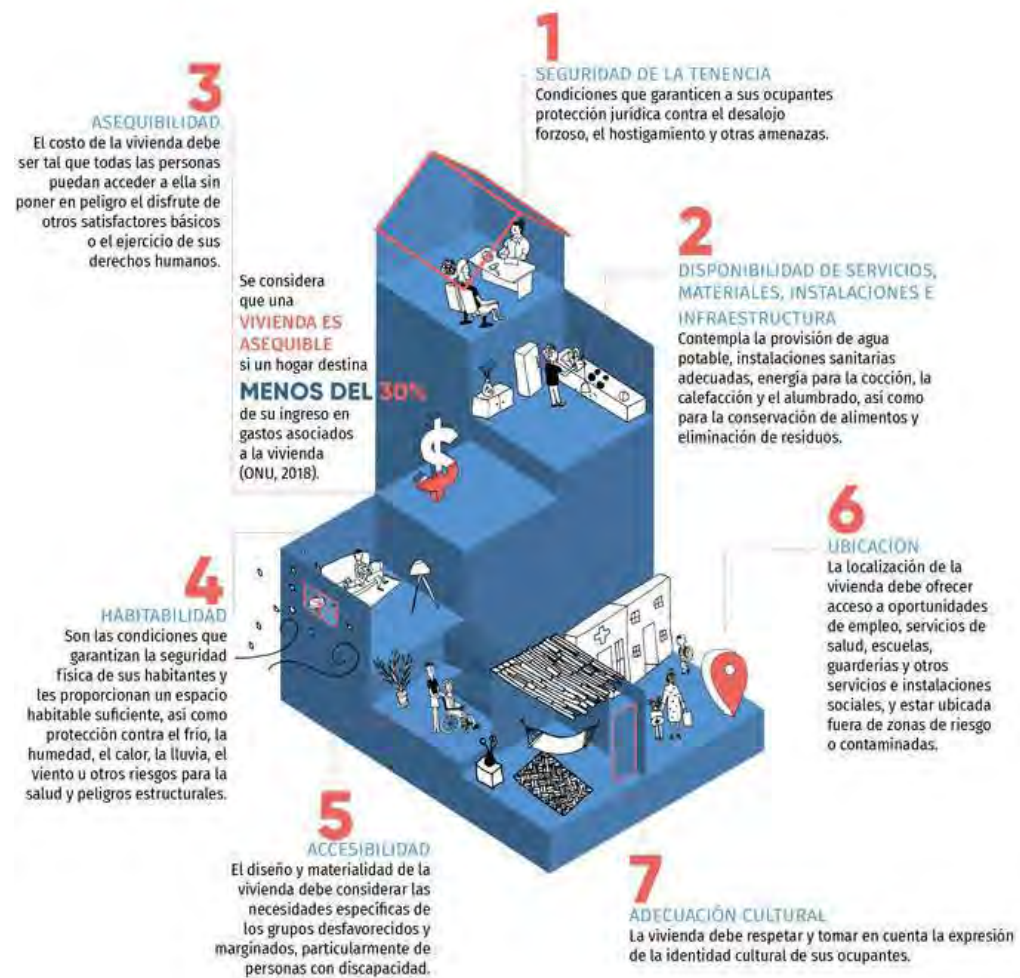 1
SEGURIDAD DE LA TENENCIA
Condiciones que garanticen a sus ocupantes
protección jurídica contra el desalojo
forzoso, el hostigamiento y otras amenazas.
2
DISPONIBILIDAD DE SERVICIOS,
MATERIALES, INSTALACIONES E
INFRAESTRUCTURA
Contempla la provisión de agua
potable, instalaciones sanitarias
adecuadas, energía para la cocción, la
calefacción y el alumbrado, así como
para la conservación de alimentos y
eliminación de residuos.
3
ASEQUIBILIDAD
El costo de la vivienda debe
ser tal que todas las personas
puedan acceder a ella sin
poner en peligro el disfrute de
otros satisfactores básicos
o el ejercicio de sus
derechos humanos.
Se considera
que una
VIVIENDA ES
ASEQUIBLE
si un hogar destina
MENOS DEL 30%
de su ingreso en
gastos asociados
a la vivienda
(ONU, 2018).
¢
4
HABITABILIDAD
Son las condiciones que
garantizan la seguridad
física de sus habitantes y
les proporcionan un espacio
habitable suficiente, así como
protección contra el frío, la
humedad, el calor, la lluvia, el
viento u otros riesgos para la
salud y peligros estructurales.
5
ACCESIBILIDAD
El diseño y materialidad de la
vivienda debe considerar las
necesidades específicas de
los grupos desfavorecidos y
marginados, particularmente de
personas con discapacidad.
6
UBICACIÓN
La localización de la
vivienda debe ofrecer
acceso a oportunidades
de empleo, servicios de
salud, escuelas,
guarderías y otros
servicios e instalaciones
sociales, y estar ubicada
fuera de zonas de riesgo
o contaminadas.
7
ADECUACIÓN CULTURAL
La vivienda debe respetar y tomar en cuenta la expresión
de la identidad cultural de sus ocupantes.